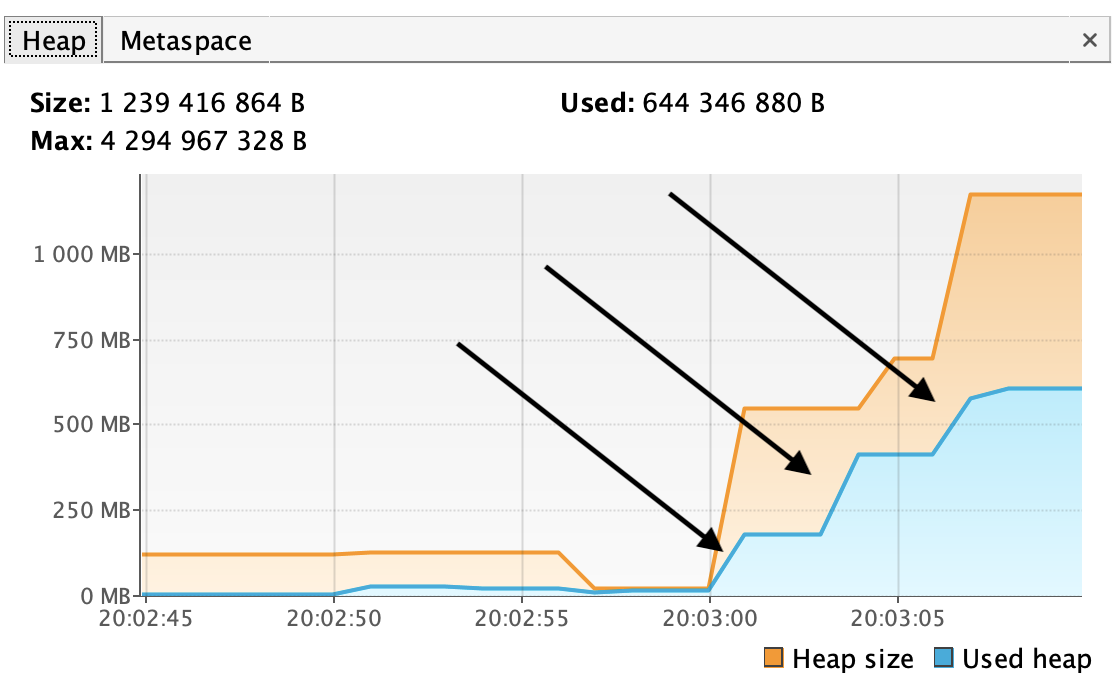 Heap Metaspace ×
Size: 1 239 416 864 B Used: 644 346 880 B
Max: 4 294 967 328 B
1 000 MB
750 MB
500 MB
250 MB
0 MB
20:02:45 20:02:50 20:02:55 20:03:00 20:03:05
Heap size Used heap